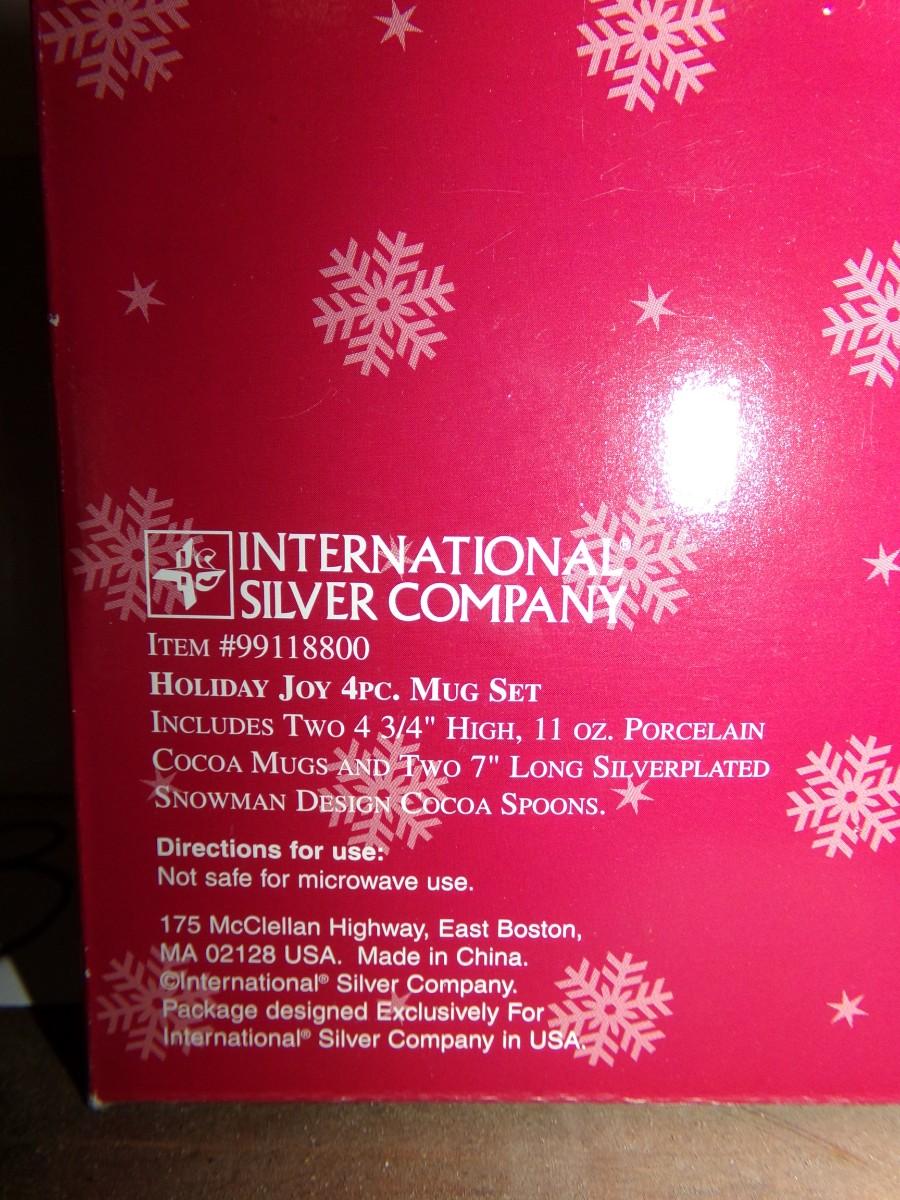 INTERNATIONAL®
SILVER COMPANY
ITEM #99118800
HOLIDAY JOY 4PC. MUG SET
INCLUDES TWO 4 3/4" HIGH, 11 OZ. PORCELAIN
COCOA MUGS AND TWO 7" LONG SILVERPLATED
SNOWMAN DESIGN COCOA SPOONS.
Directions for use:
Not safe for microwave use.
175 McClellan Highway, East Boston,
MA 02128 USA. Made in China.
©International® Silver Company.
Package designed Exclusively For
International® Silver Company in USA.